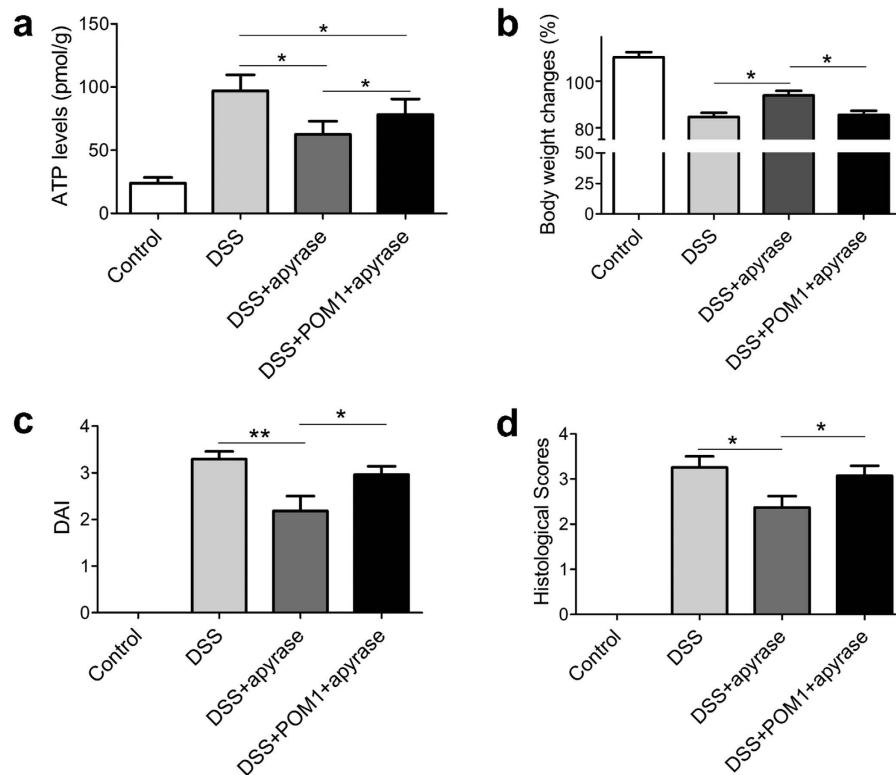 a
ATP levels (pmol/g)
150
100
50
0
*
*
*
Control
DSS
DSS+apyrase
DSS+POM1+apyrase
b
Body weight changes (%)
100
80
50
25
0
*
*
Control
DSS
DSS+apyrase
DSS+POM1+apyrase
c
DAI
4
3
2
1
0
**
*
Control
DSS
DSS+apyrase
DSS+POM1+apyrase
d
Histological Scores
4
3
2
1
0
*
*
Control
DSS
DSS+apyrase
DSS+POM1+apyrase